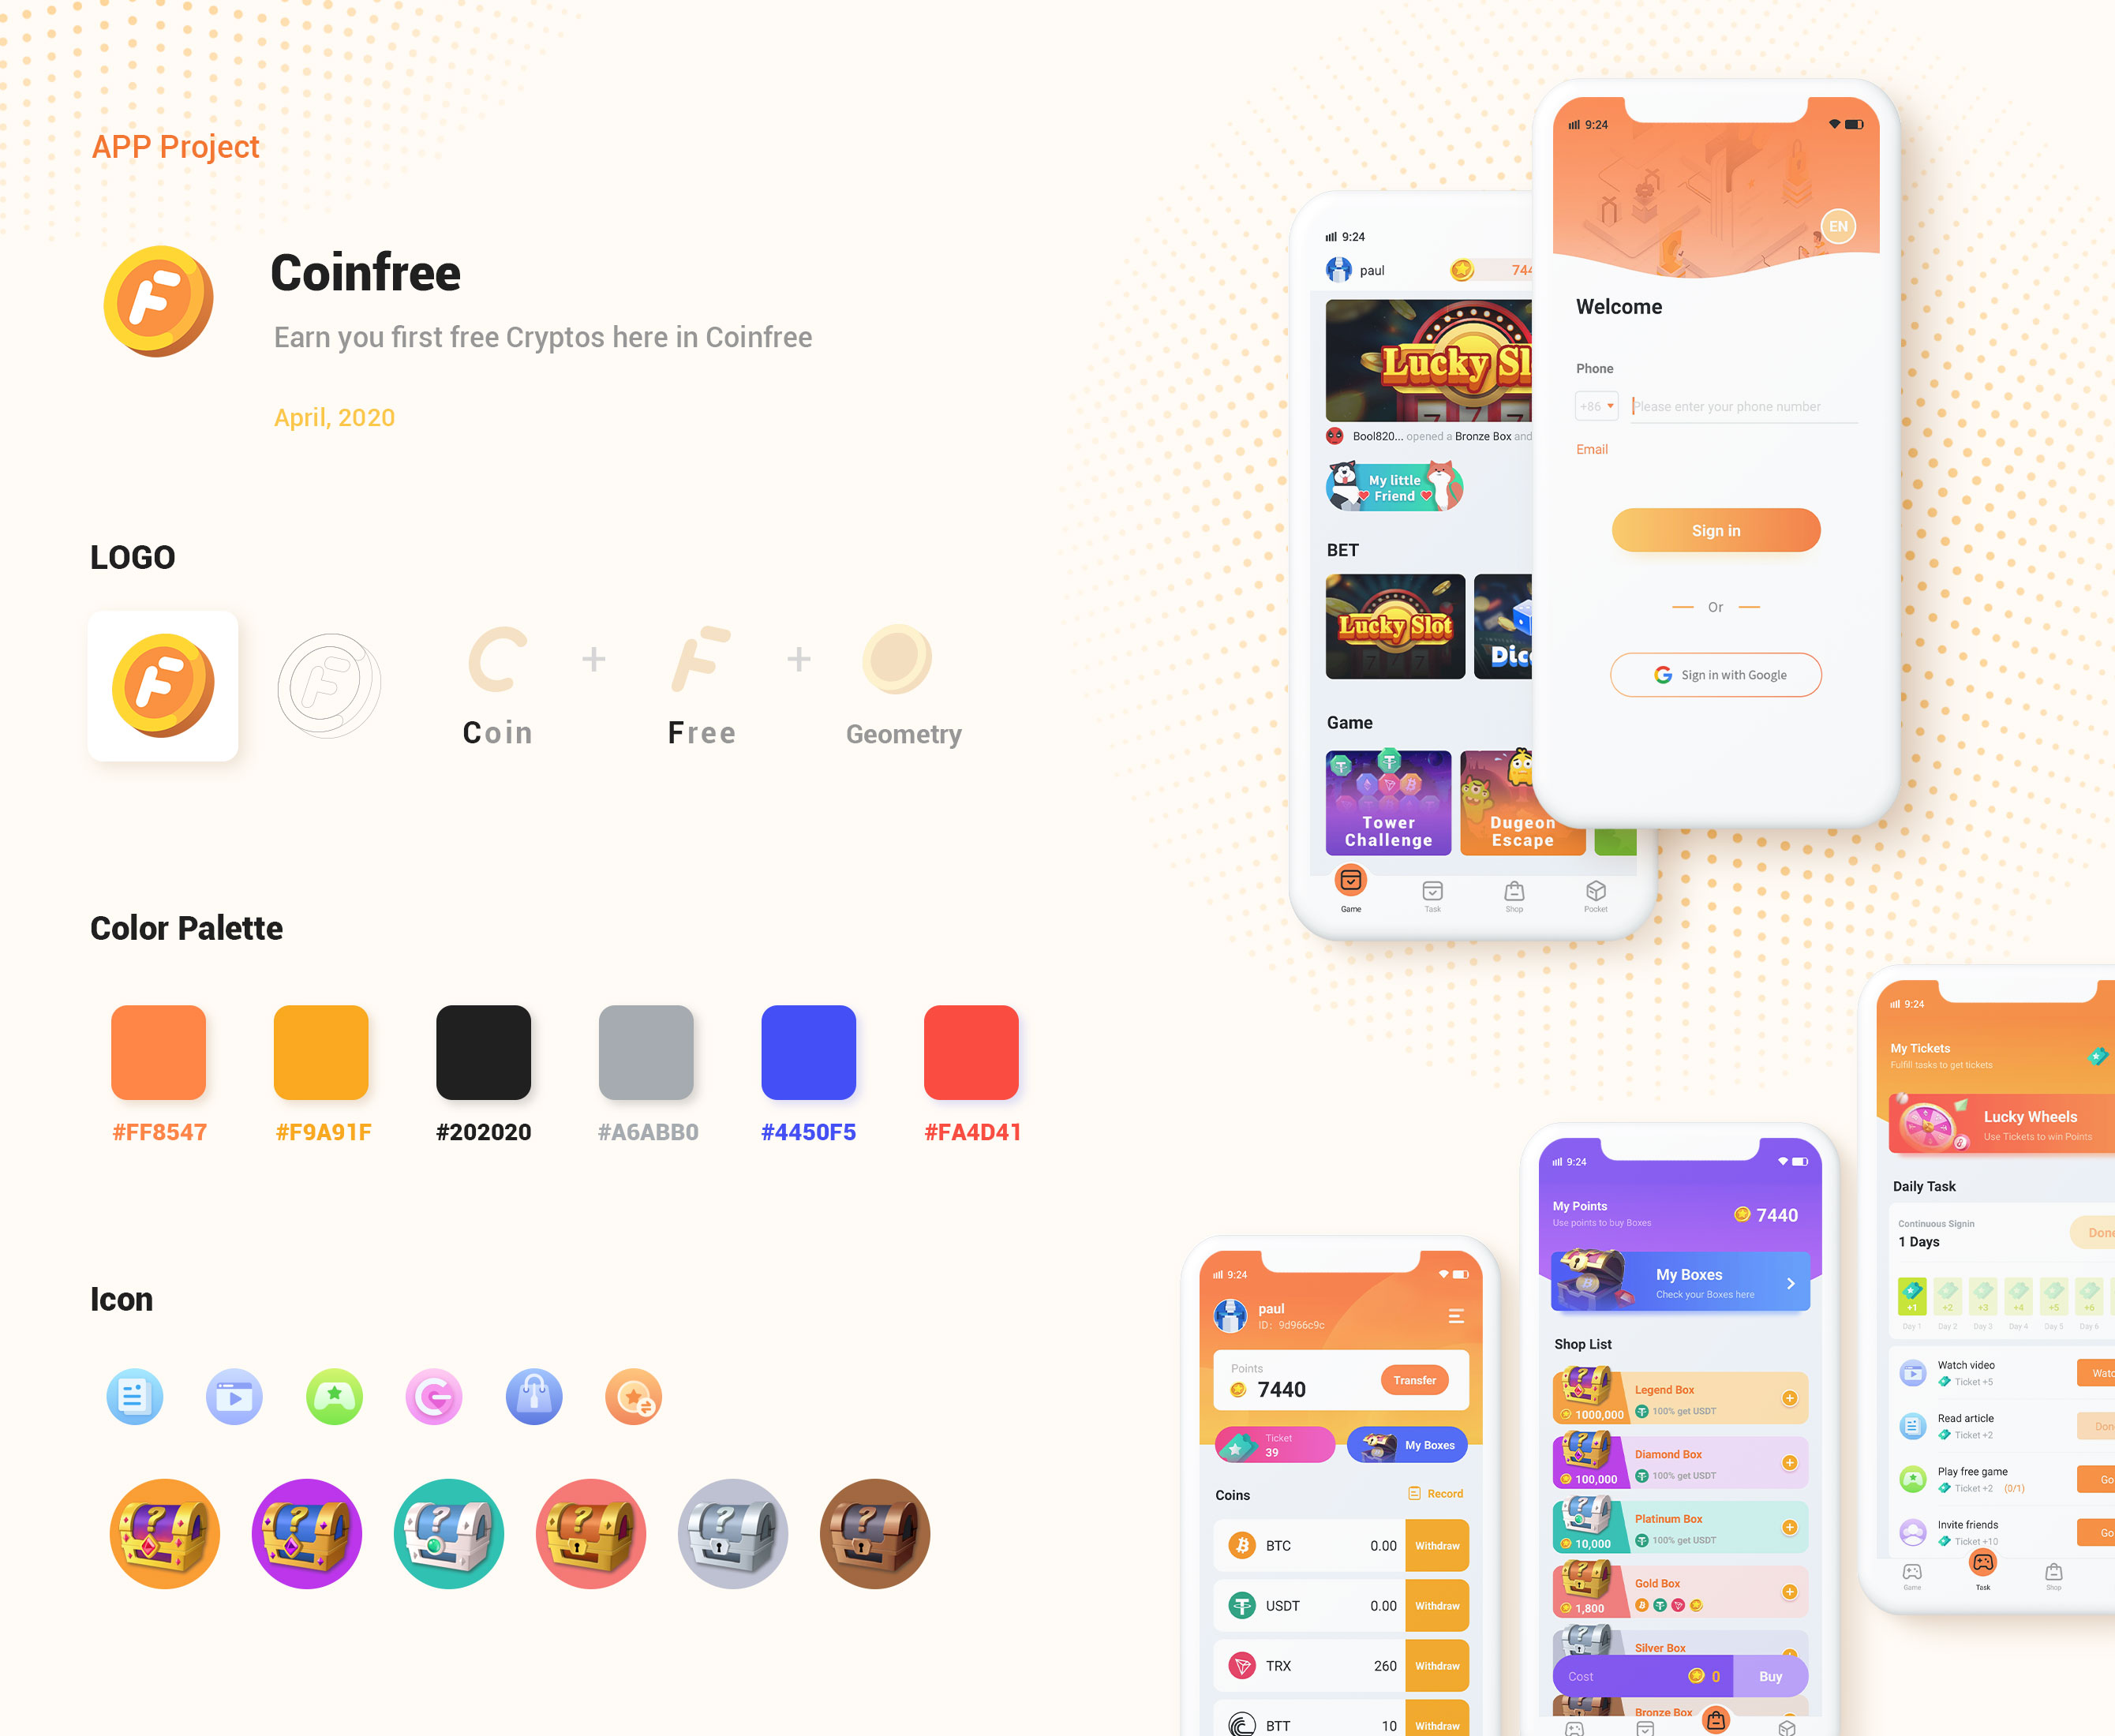 APP Project
Coinfree
Earn you first free Cryptos here in Coinfree
April, 2020
LOGO
Coin
+
Free
+
Geometry
Color Palette
#FF8547
#F9A91F
#202020
#A6ABB0
#4450F5
#FA4D41
Icon
9:24
paul
Lucky
Bool820... opened a Bronze Box and
My little
Friend
BET
Lucky Slot
Game
Tower
Challenge
Dugeon
Escape
Game
Task
Shop
Pocket
9:24
EN
Welcome
Phone
+86
Please enter your phone number
Email
Sign in
Or
Sign in with Google
9:24
paul
ID: 9d966c9c
Points
7440
Transfer
Ticket
39
My Boxes
Coins
Record
BTC 0.00 Withdraw
USDT 0.00 Withdraw
TRX 260 Withdraw
BTT 10 Withdraw
9:24
My Points
Use points to buy Boxes
7440
My Boxes
Check your Boxes here
Shop List
Legend Box
1000,000
100% get USDT
Diamond Box
100,000
100% get USDT
Platinum Box
10,000
100% get USDT
Gold Box
1,800
Silver Box
Cost 0 Buy
Bronze Box
9:24
My Tickets
Fulfill tasks to get tickets
Lucky Wheels
Use Tickets to win Points
Daily Task
Continuous Signin
1 Days
Done
+1 +2 +3 +4 +5 +6
Day 1 Day 2 Day 3 Day 4 Day 5 Day 6
Watch video
Ticket +5
Read article
Ticket +2
Play free game
Ticket +2 (0/1)
Go
Invite friends
Ticket +10
Go
Game
Task
Shop